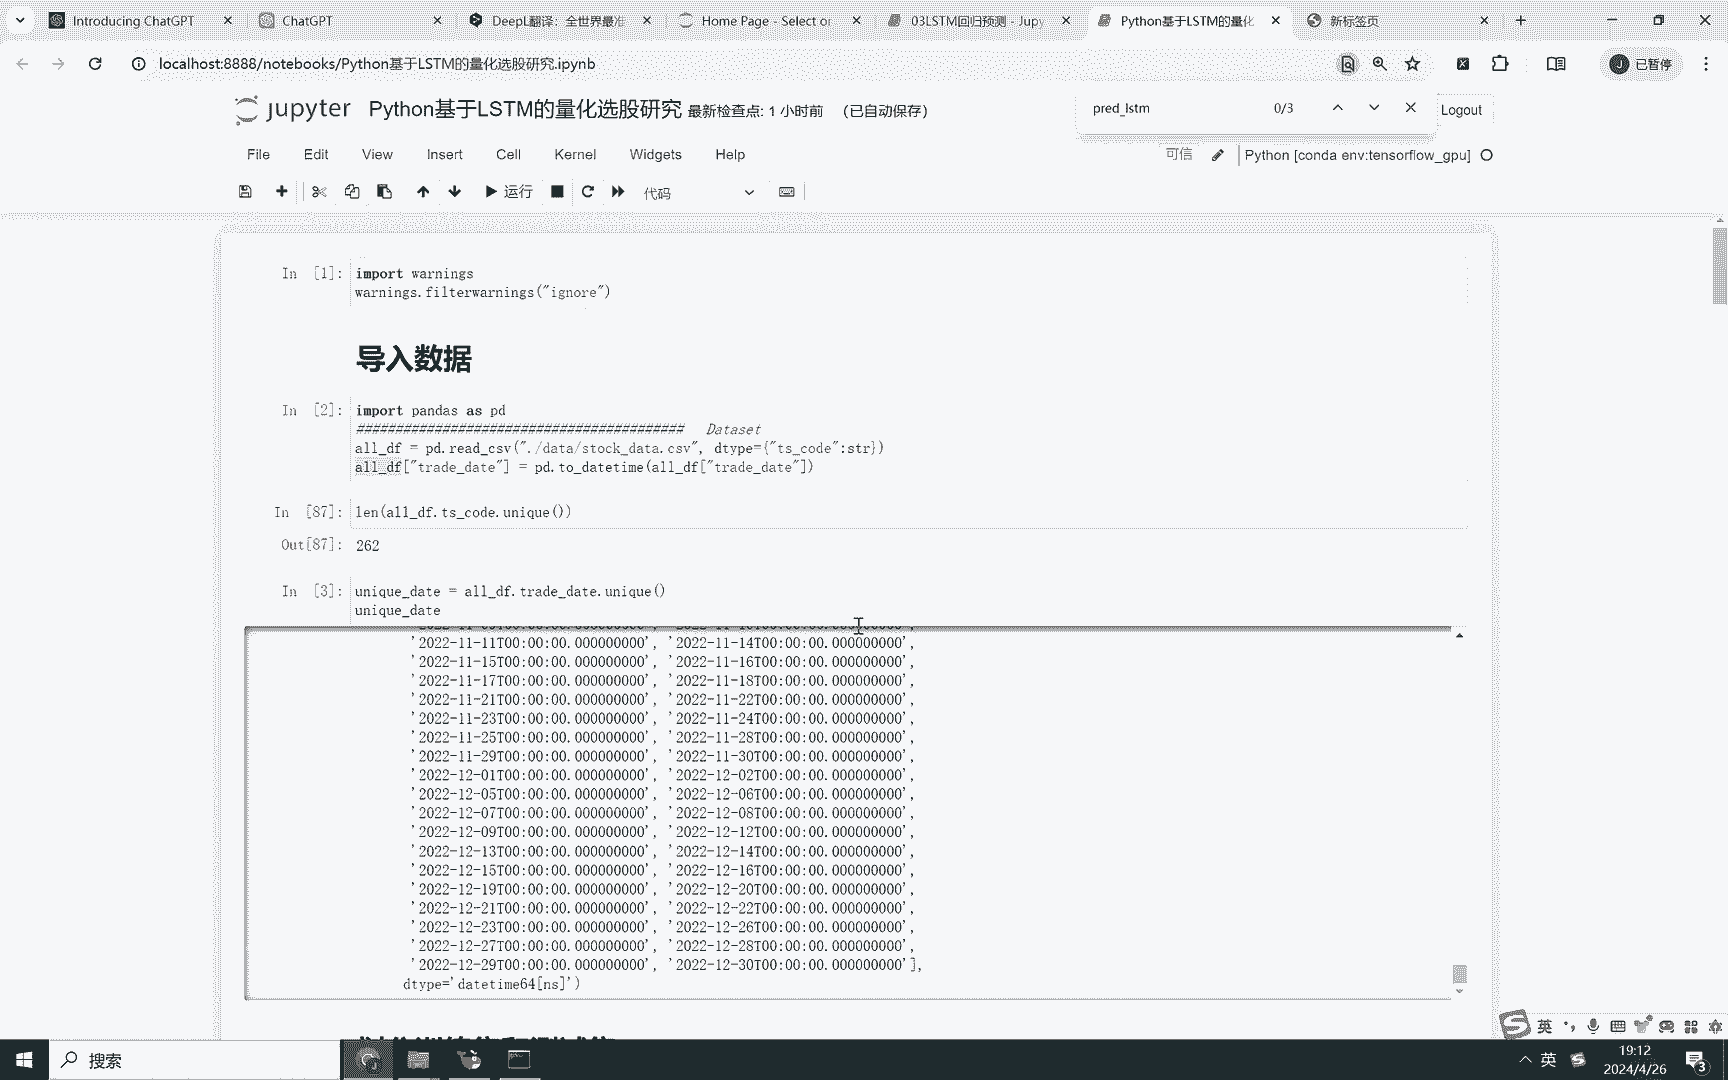 Introducing ChatGPT
ChatGPT
DeepL翻译：全世界最准
Home Page - Select or
03LSTM回归预测 - Jupy
Python基于LSTM的量化
新标签页
localhost:8888/notebooks/Python基于LSTM的量化选股研究.ipynb
J 已暂停
jupyter Python基于LSTM的量化选股研究 最新检查点: 1 小时前 (已自动保存)
pred_lstm 0/3
Logout
File Edit View Insert Cell Kernel Widgets Help
可信 Python [conda env:tensorflow_gpu]
运行 代码
In [1]: import warnings
warnings.filterwarnings("ignore")
导入数据
In [2]: import pandas as pd
########################################## Dataset
all_df = pd.read_csv("./data/stock_data.csv", dtype={"ts_code":str})
all_df["trade_date"] = pd.to_datetime(all_df["trade_date"])
In [87]: len(all_df.ts_code.unique())
Out[87]: 262
In [3]: unique_date = all_df.trade_date.unique()
unique_date
'2022-11-11T00:00:00.000000000', '2022-11-14T00:00:00.000000000',
'2022-11-15T00:00:00.000000000', '2022-11-16T00:00:00.000000000',
'2022-11-17T00:00:00.000000000', '2022-11-18T00:00:00.000000000',
'2022-11-21T00:00:00.000000000', '2022-11-22T00:00:00.000000000',
'2022-11-23T00:00:00.000000000', '2022-11-24T00:00:00.000000000',
'2022-11-25T00:00:00.000000000', '2022-11-28T00:00:00.000000000',
'2022-11-29T00:00:00.000000000', '2022-11-30T00:00:00.000000000',
'2022-12-01T00:00:00.000000000', '2022-12-02T00:00:00.000000000',
'2022-12-05T00:00:00.000000000', '2022-12-06T00:00:00.000000000',
'2022-12-07T00:00:00.000000000', '2022-12-08T00:00:00.000000000',
'2022-12-09T00:00:00.000000000', '2022-12-12T00:00:00.000000000',
'2022-12-13T00:00:00.000000000', '2022-12-14T00:00:00.000000000',
'2022-12-15T00:00:00.000000000', '2022-12-16T00:00:00.000000000',
'2022-12-19T00:00:00.000000000', '2022-12-20T00:00:00.000000000',
'2022-12-21T00:00:00.000000000', '2022-12-22T00:00:00.000000000',
'2022-12-23T00:00:00.000000000', '2022-12-26T00:00:00.000000000',
'2022-12-27T00:00:00.000000000', '2022-12-28T00:00:00.000000000',
'2022-12-29T00:00:00.000000000', '2022-12-30T00:00:00.000000000'],
dtype='datetime64[ns]')
英
搜索
英
19:12
2024/4/26
3